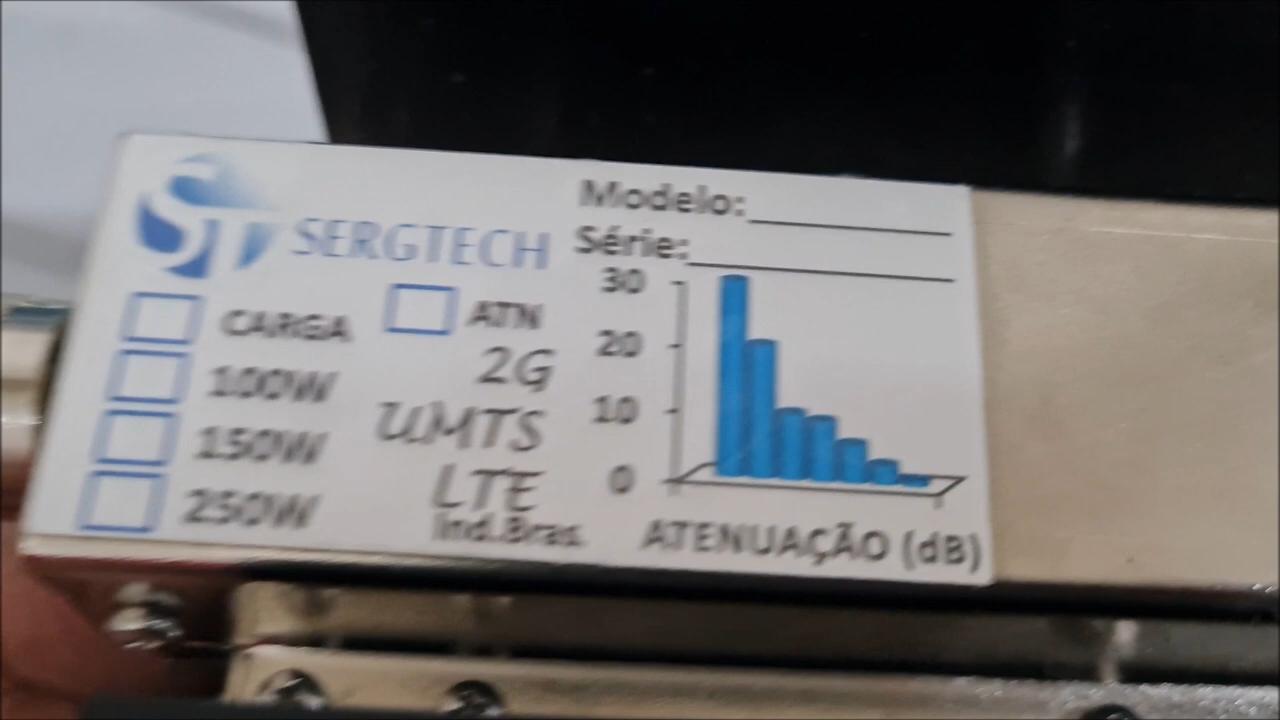 ST SERGTECH
Modelo:
Série:
CARGA
ATN
100W
2G
150W
UMTS
250W
LTE
Ind.Bras.
30
20
10
0
ATENUAÇÃO (dB)